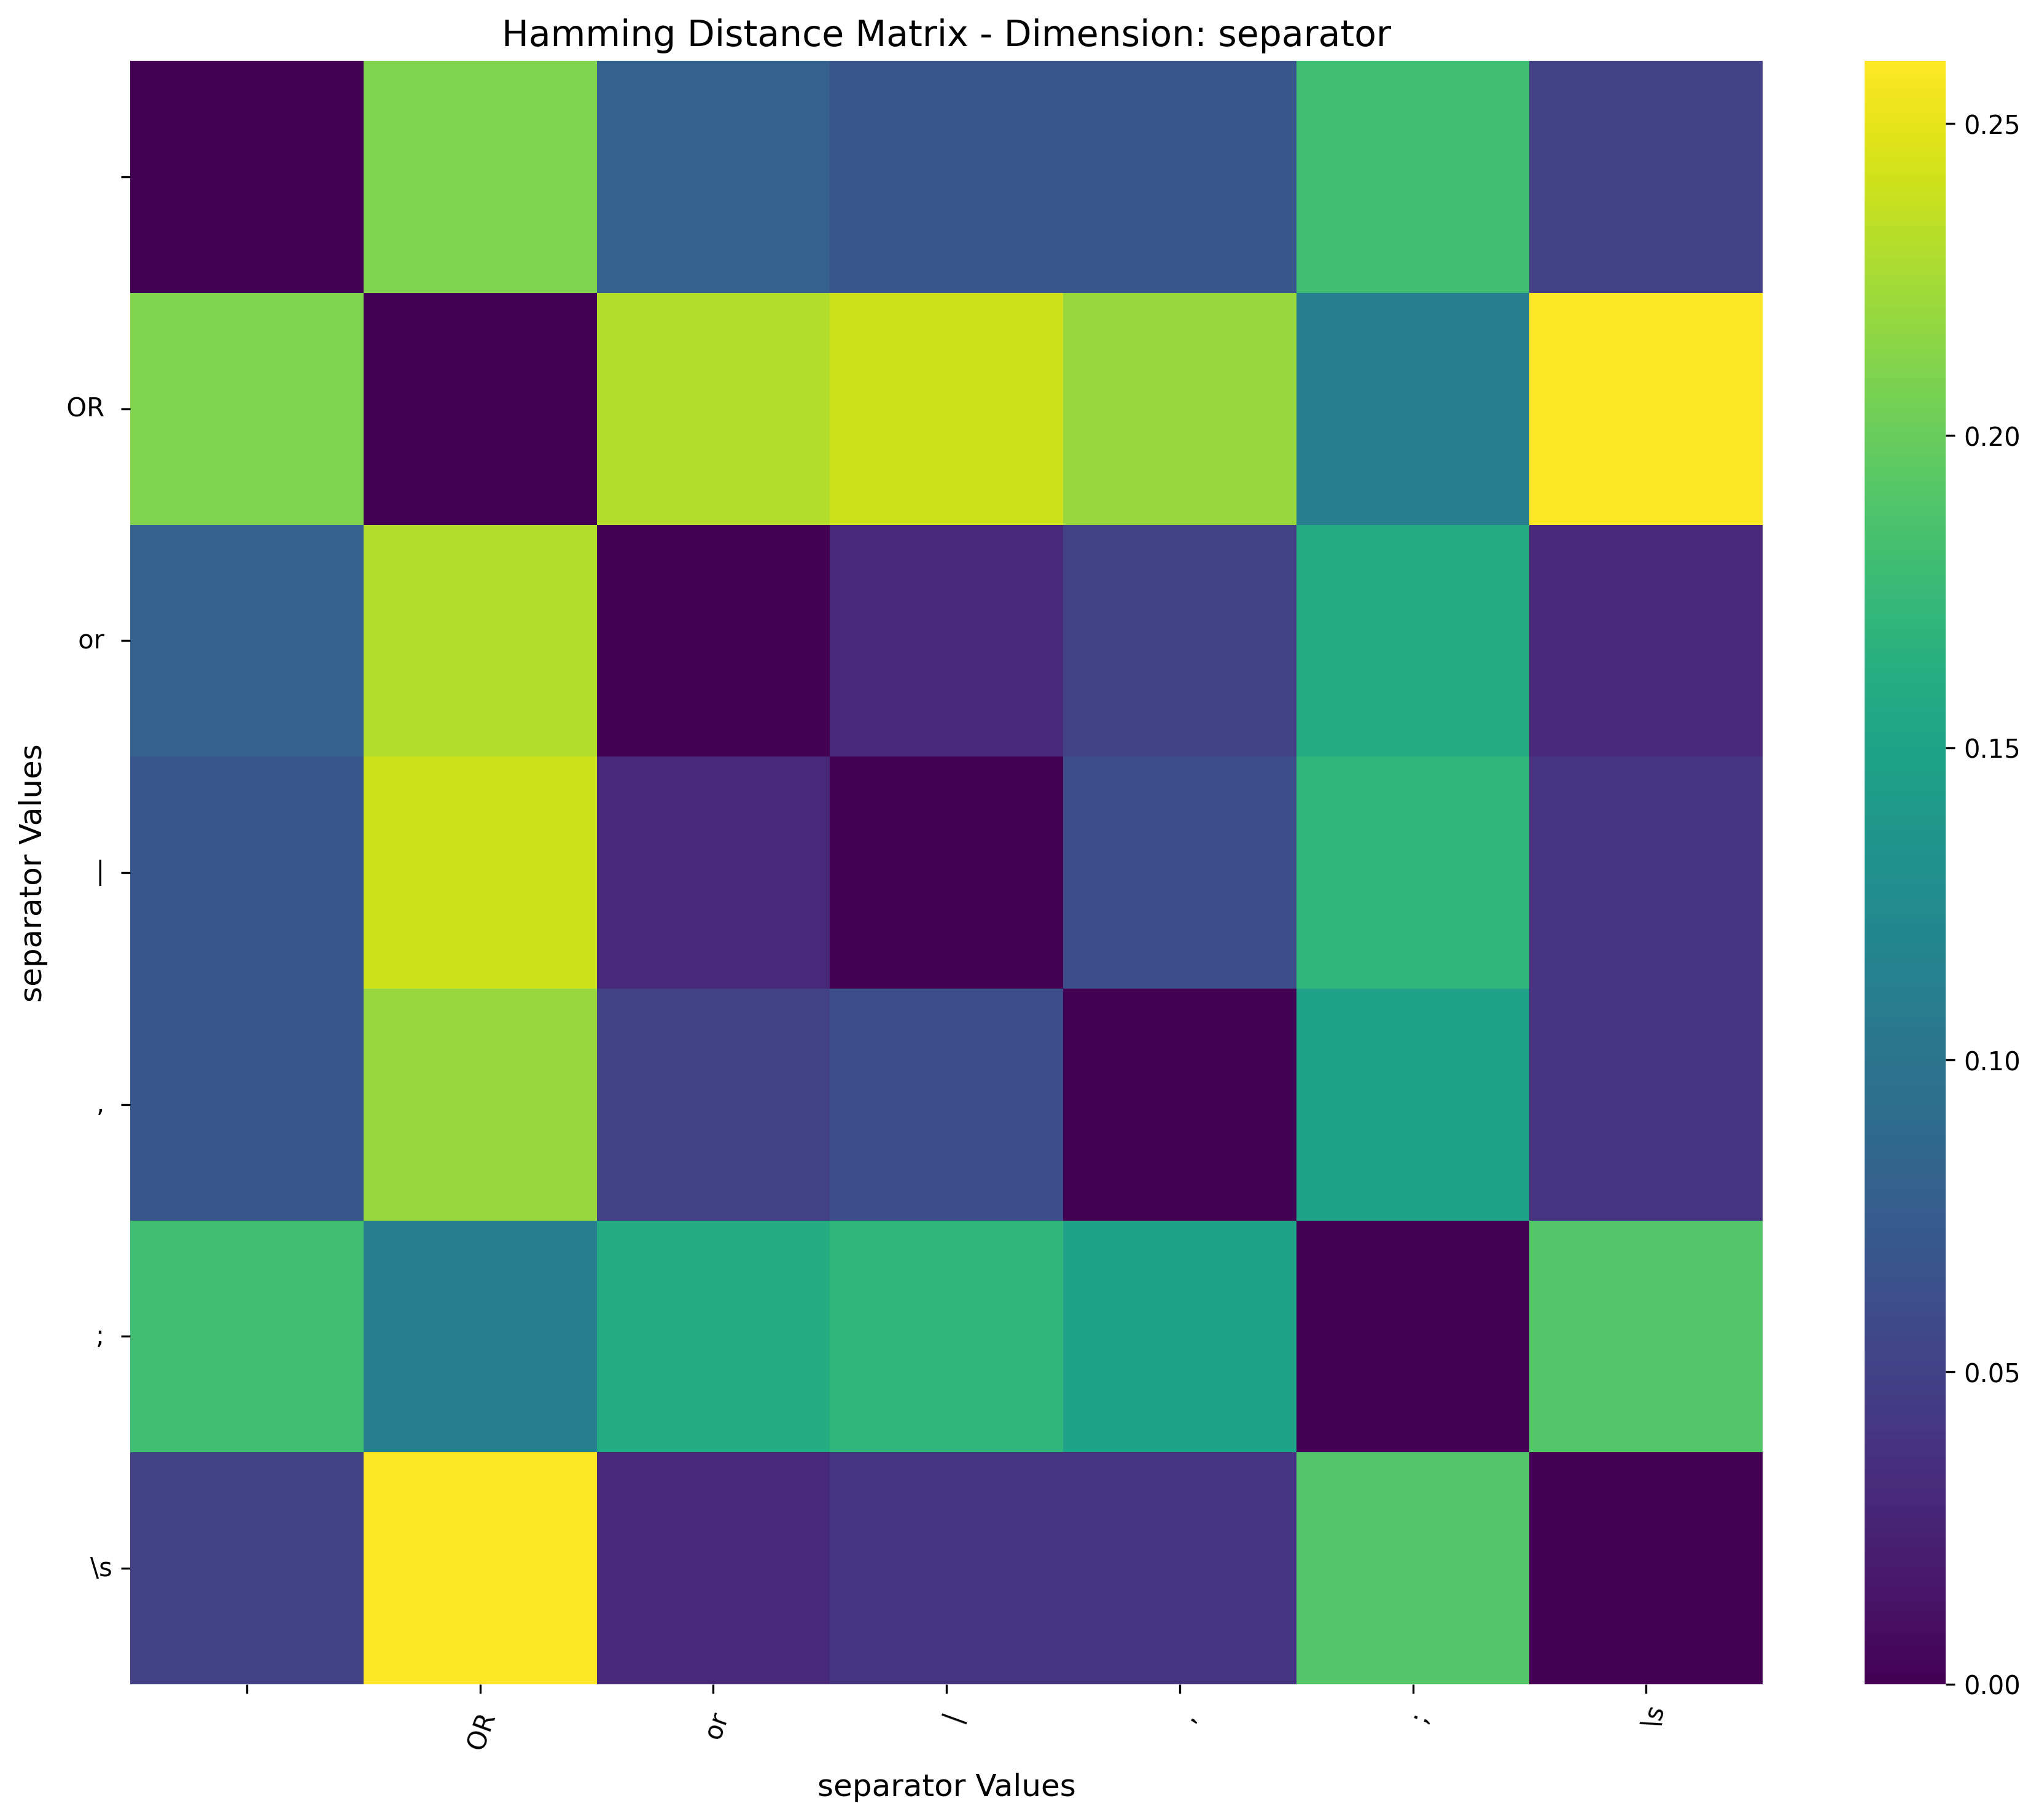 Hamming Distance Matrix - Dimension: separator
separator Values
OR
or
|
,
;
\s
OR
or
|
,
;
\s
separator Values
0.25
0.20
0.15
0.10
0.05
0.00